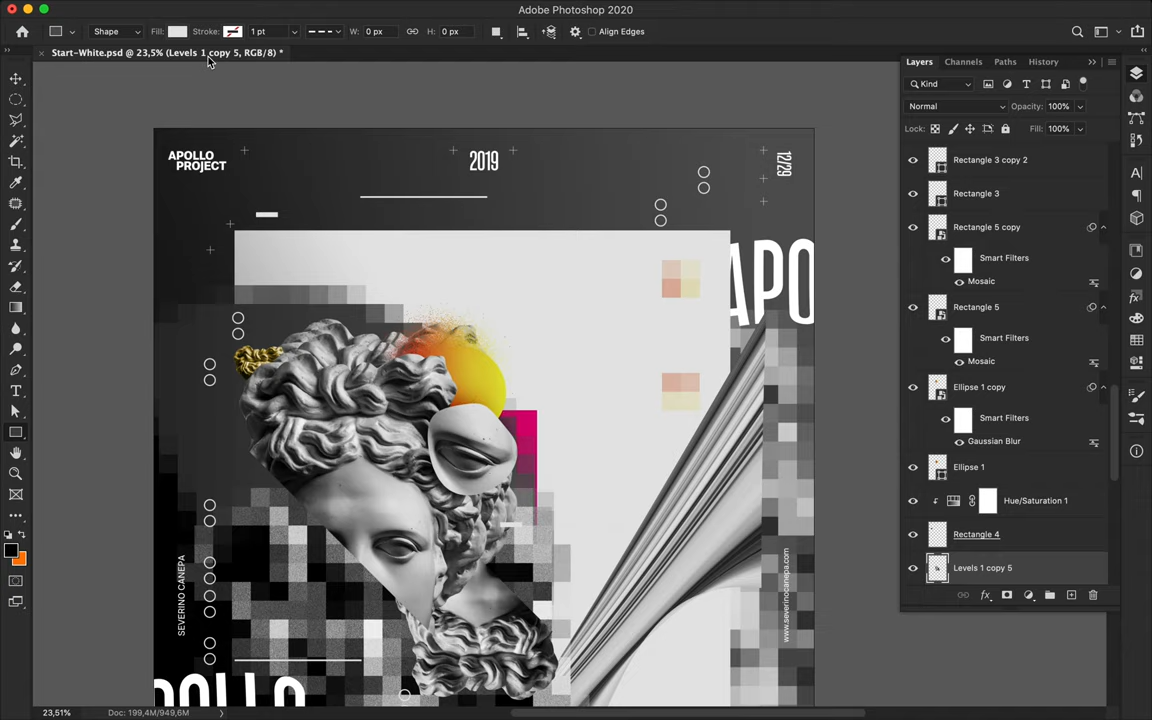 Adobe Photoshop 2020
Shape
Fill:
Stroke:
1 pt
W: 0 px
H: 0 px
Align Edges
Start-White.psd @ 23,5% (Levels 1 copy 5, RGB/8) *
Layers
Channels
Paths
History
Kind
Normal
Opacity: 100%
Lock:
Fill: 100%
Rectangle 3 copy 2
Rectangle 3
Rectangle 5 copy
Smart Filters
Mosaic
Rectangle 5
Smart Filters
Mosaic
Ellipse 1 copy
Smart Filters
Gaussian Blur
Ellipse 1
Hue/Saturation 1
Rectangle 4
Levels 1 copy 5
APOLLO
PROJECT
2019
12/29
APO
SEVERINO CANEPA
www.severinocanepa.com
POLLO
23,51%
Doc: 199,4M/949,6M